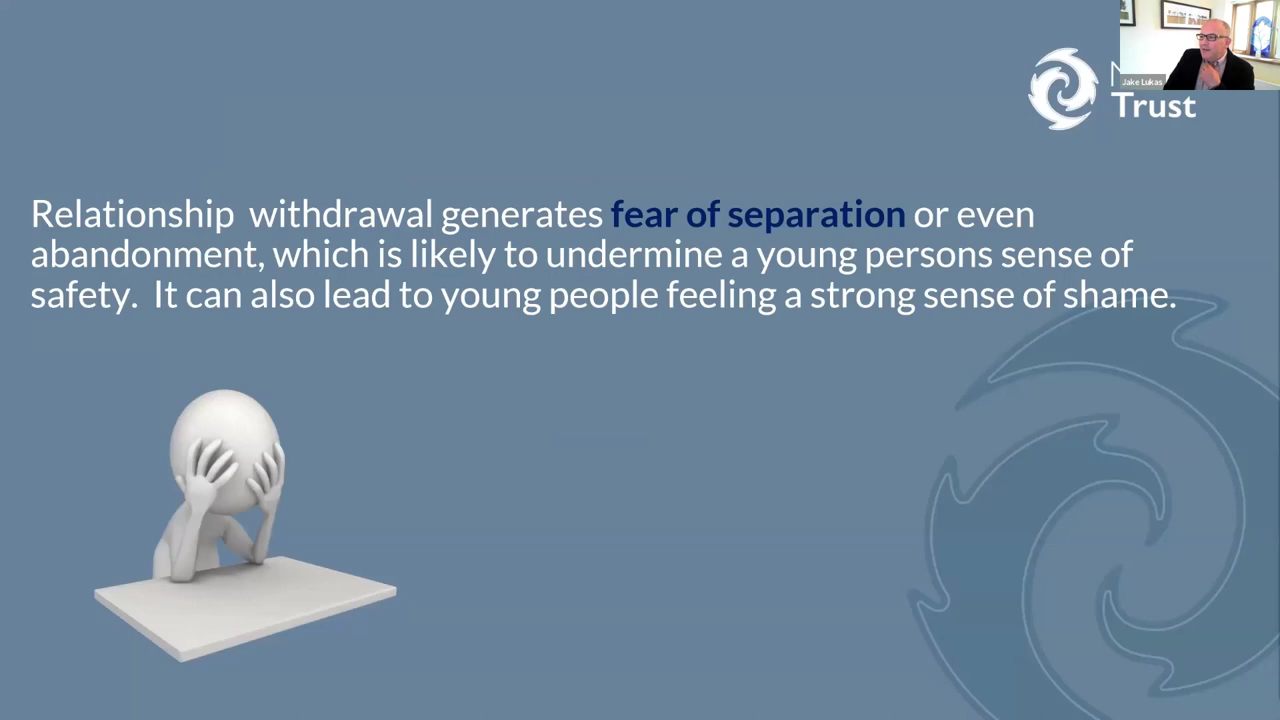 Jake Lukas
Trust
Relationship withdrawal generates fear of separation or even
abandonment, which is likely to undermine a young persons sense of
safety. It can also lead to young people feeling a strong sense of shame.